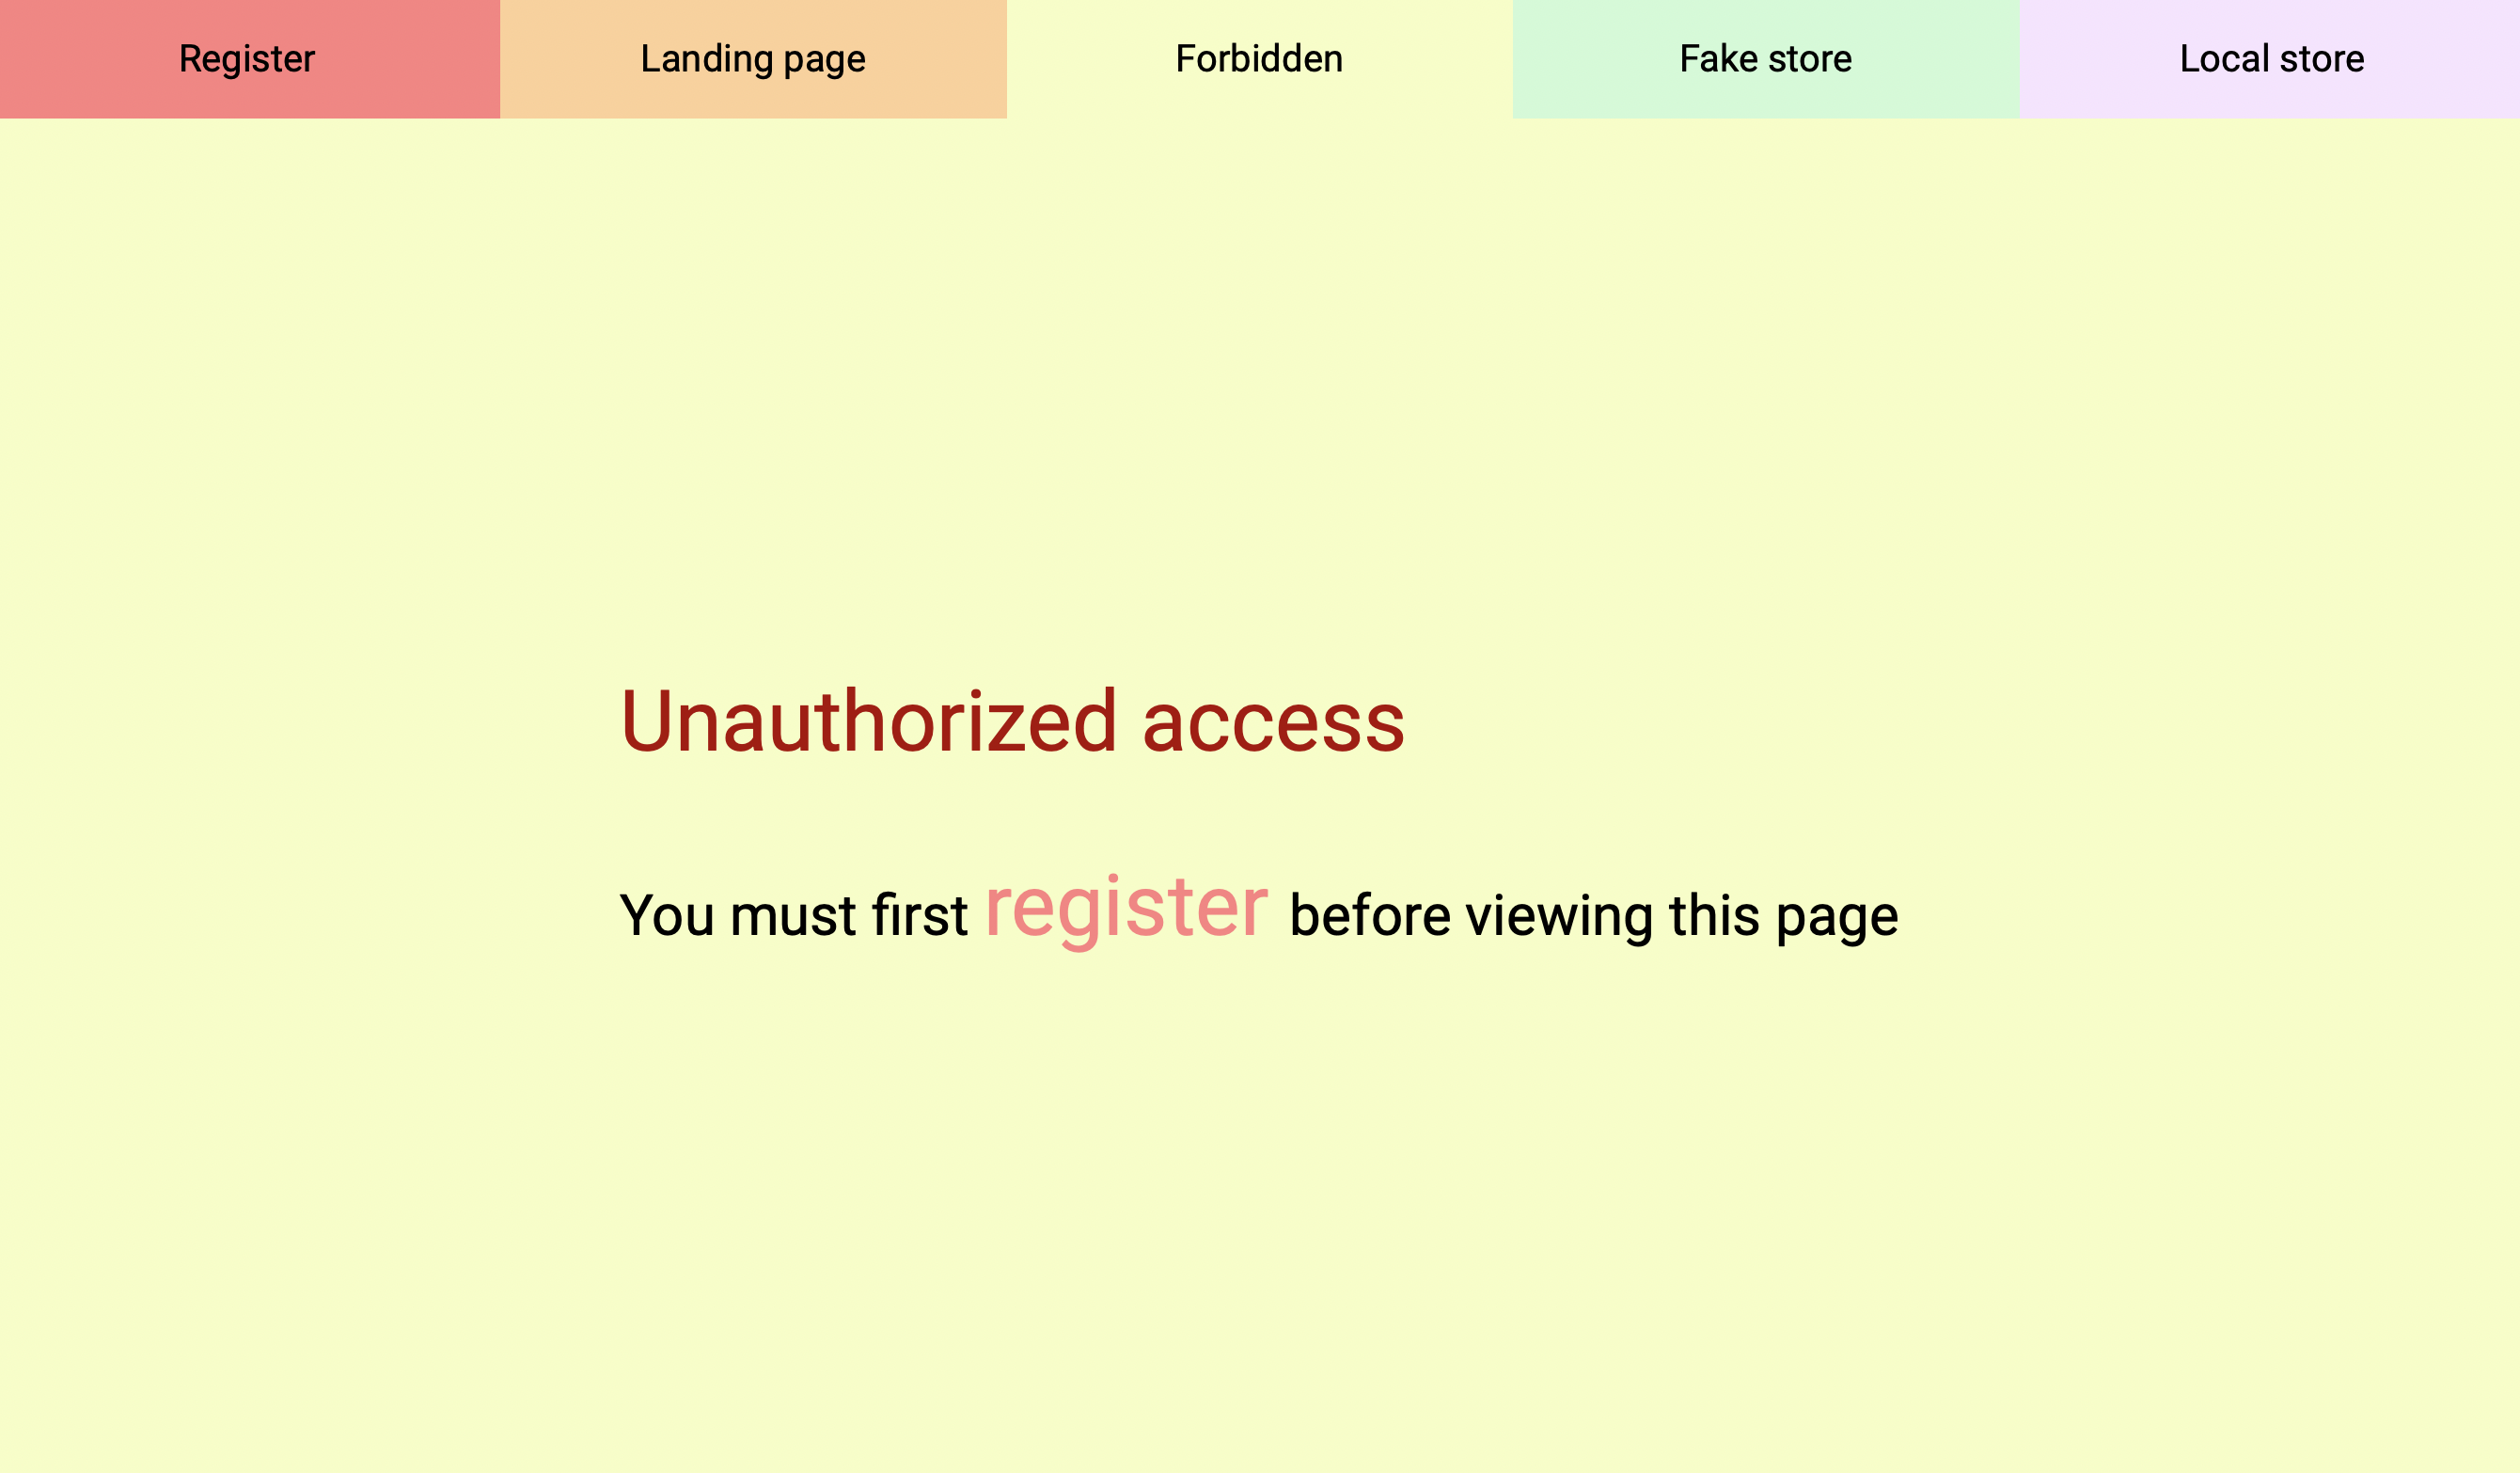 Register Landing page Forbidden Fake store Local store
Unauthorized access
You must first register before viewing this page